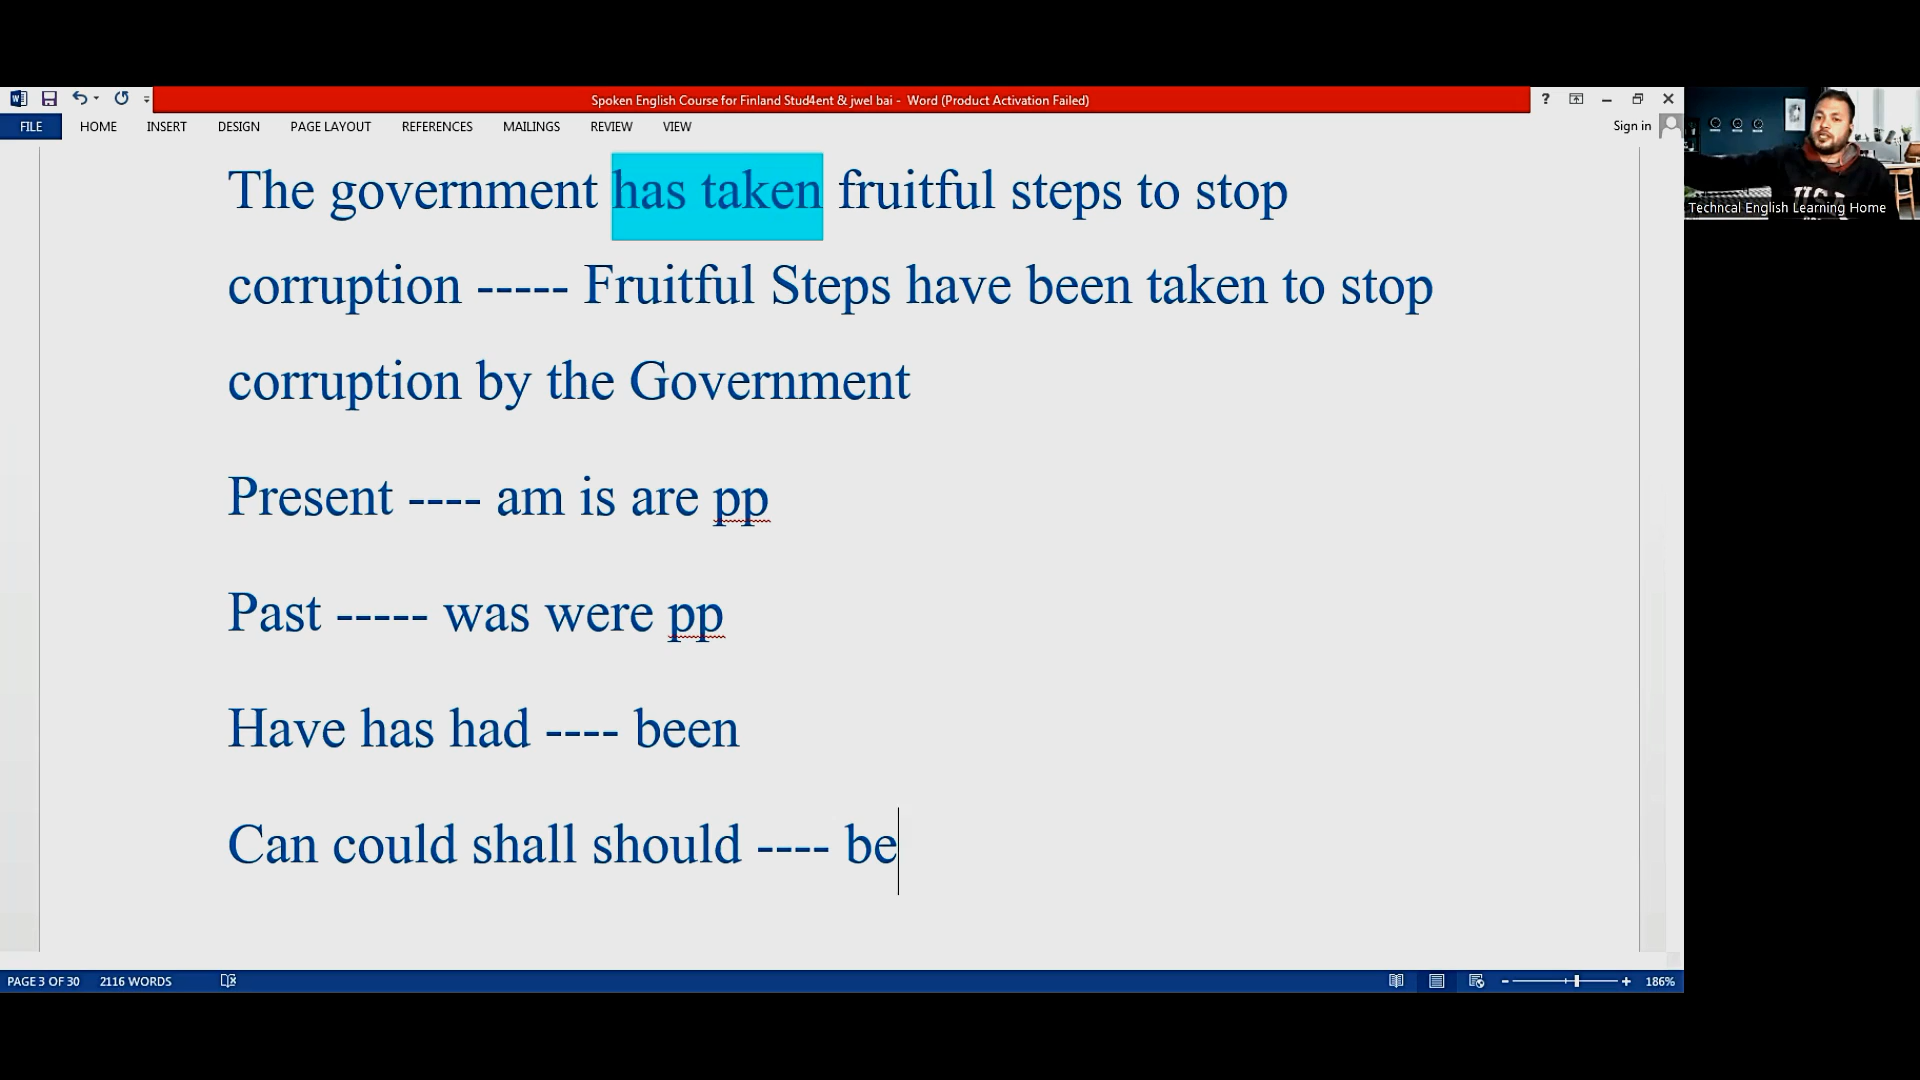 Spoken English Course for Finland Stud4ent & jwel bai - Word (Product Activation Failed)
?
FILE HOME INSERT DESIGN PAGE LAYOUT REFERENCES MAILINGS REVIEW VIEW Sign in
The government has taken fruitful steps to stop
corruption ----- Fruitful Steps have been taken to stop
corruption by the Government
Present ---- am is are pp
Past ----- was were pp
Have has had ---- been
Can could shall should ---- be
PAGE 3 OF 30 2116 WORDS 186%
USA
Techncal English Learning Home